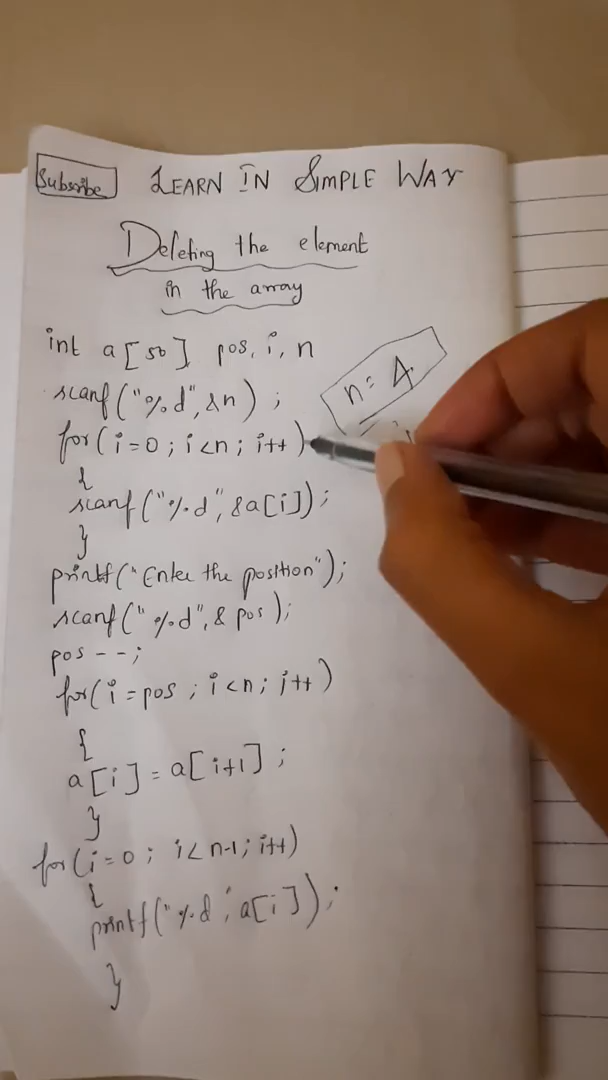 Subscribe LEARN IN SIMPLE WAY
Deleting the element
in the array
int a[50] pos, i, n
scanf("%d", &n);
n=4.
for(i=0; i<n; i++)
{
scanf("%d", &a[i]);
}
printf("Enter the position");
scanf("%d", & pos);
pos--;
for(i=pos; i<n; i++)
{
a[i] = a[i+1];
}
for(i=0; i<n-1; i++)
{
printf("%d", a[i]);
}